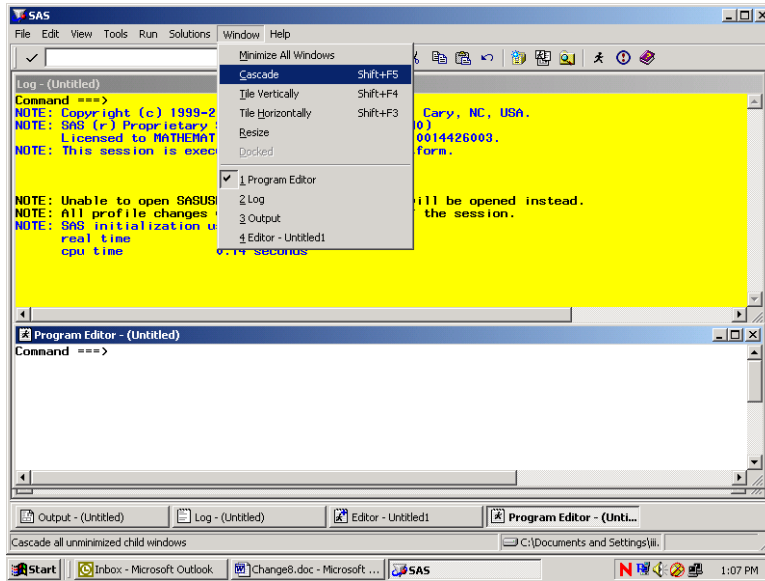 SAS
File Edit View Tools Run Solutions Window Help
Minimize All Windows
Cascade Shift+F5
Tile Vertically Shift+F4
Tile Horizontally Shift+F3
Resize
Docked
1 Program Editor
2 Log
3 Output
4 Editor - Untitled1
Log - (Untitled)
Command ===>
NOTE: Copyright (c) 1999-2 Cary, NC, USA.
NOTE: SAS (r) Proprietary
Licensed to MATHEMAT 0014426003.
NOTE: This session is exec form.
NOTE: Unable to open SASUS ill be opened instead.
NOTE: All profile changes the session.
NOTE: SAS initialization u
real time
cpu time 0.14 seconds
Program Editor - (Untitled)
Command ===>
Output - (Untitled) Log - (Untitled) Editor - Untitled1 Program Editor - (Unti...
Cascade all unminimized child windows C:\Documents and Settings\
Start Inbox - Microsoft Outlook Change8.doc - Microsoft ... SAS 1:07 PM